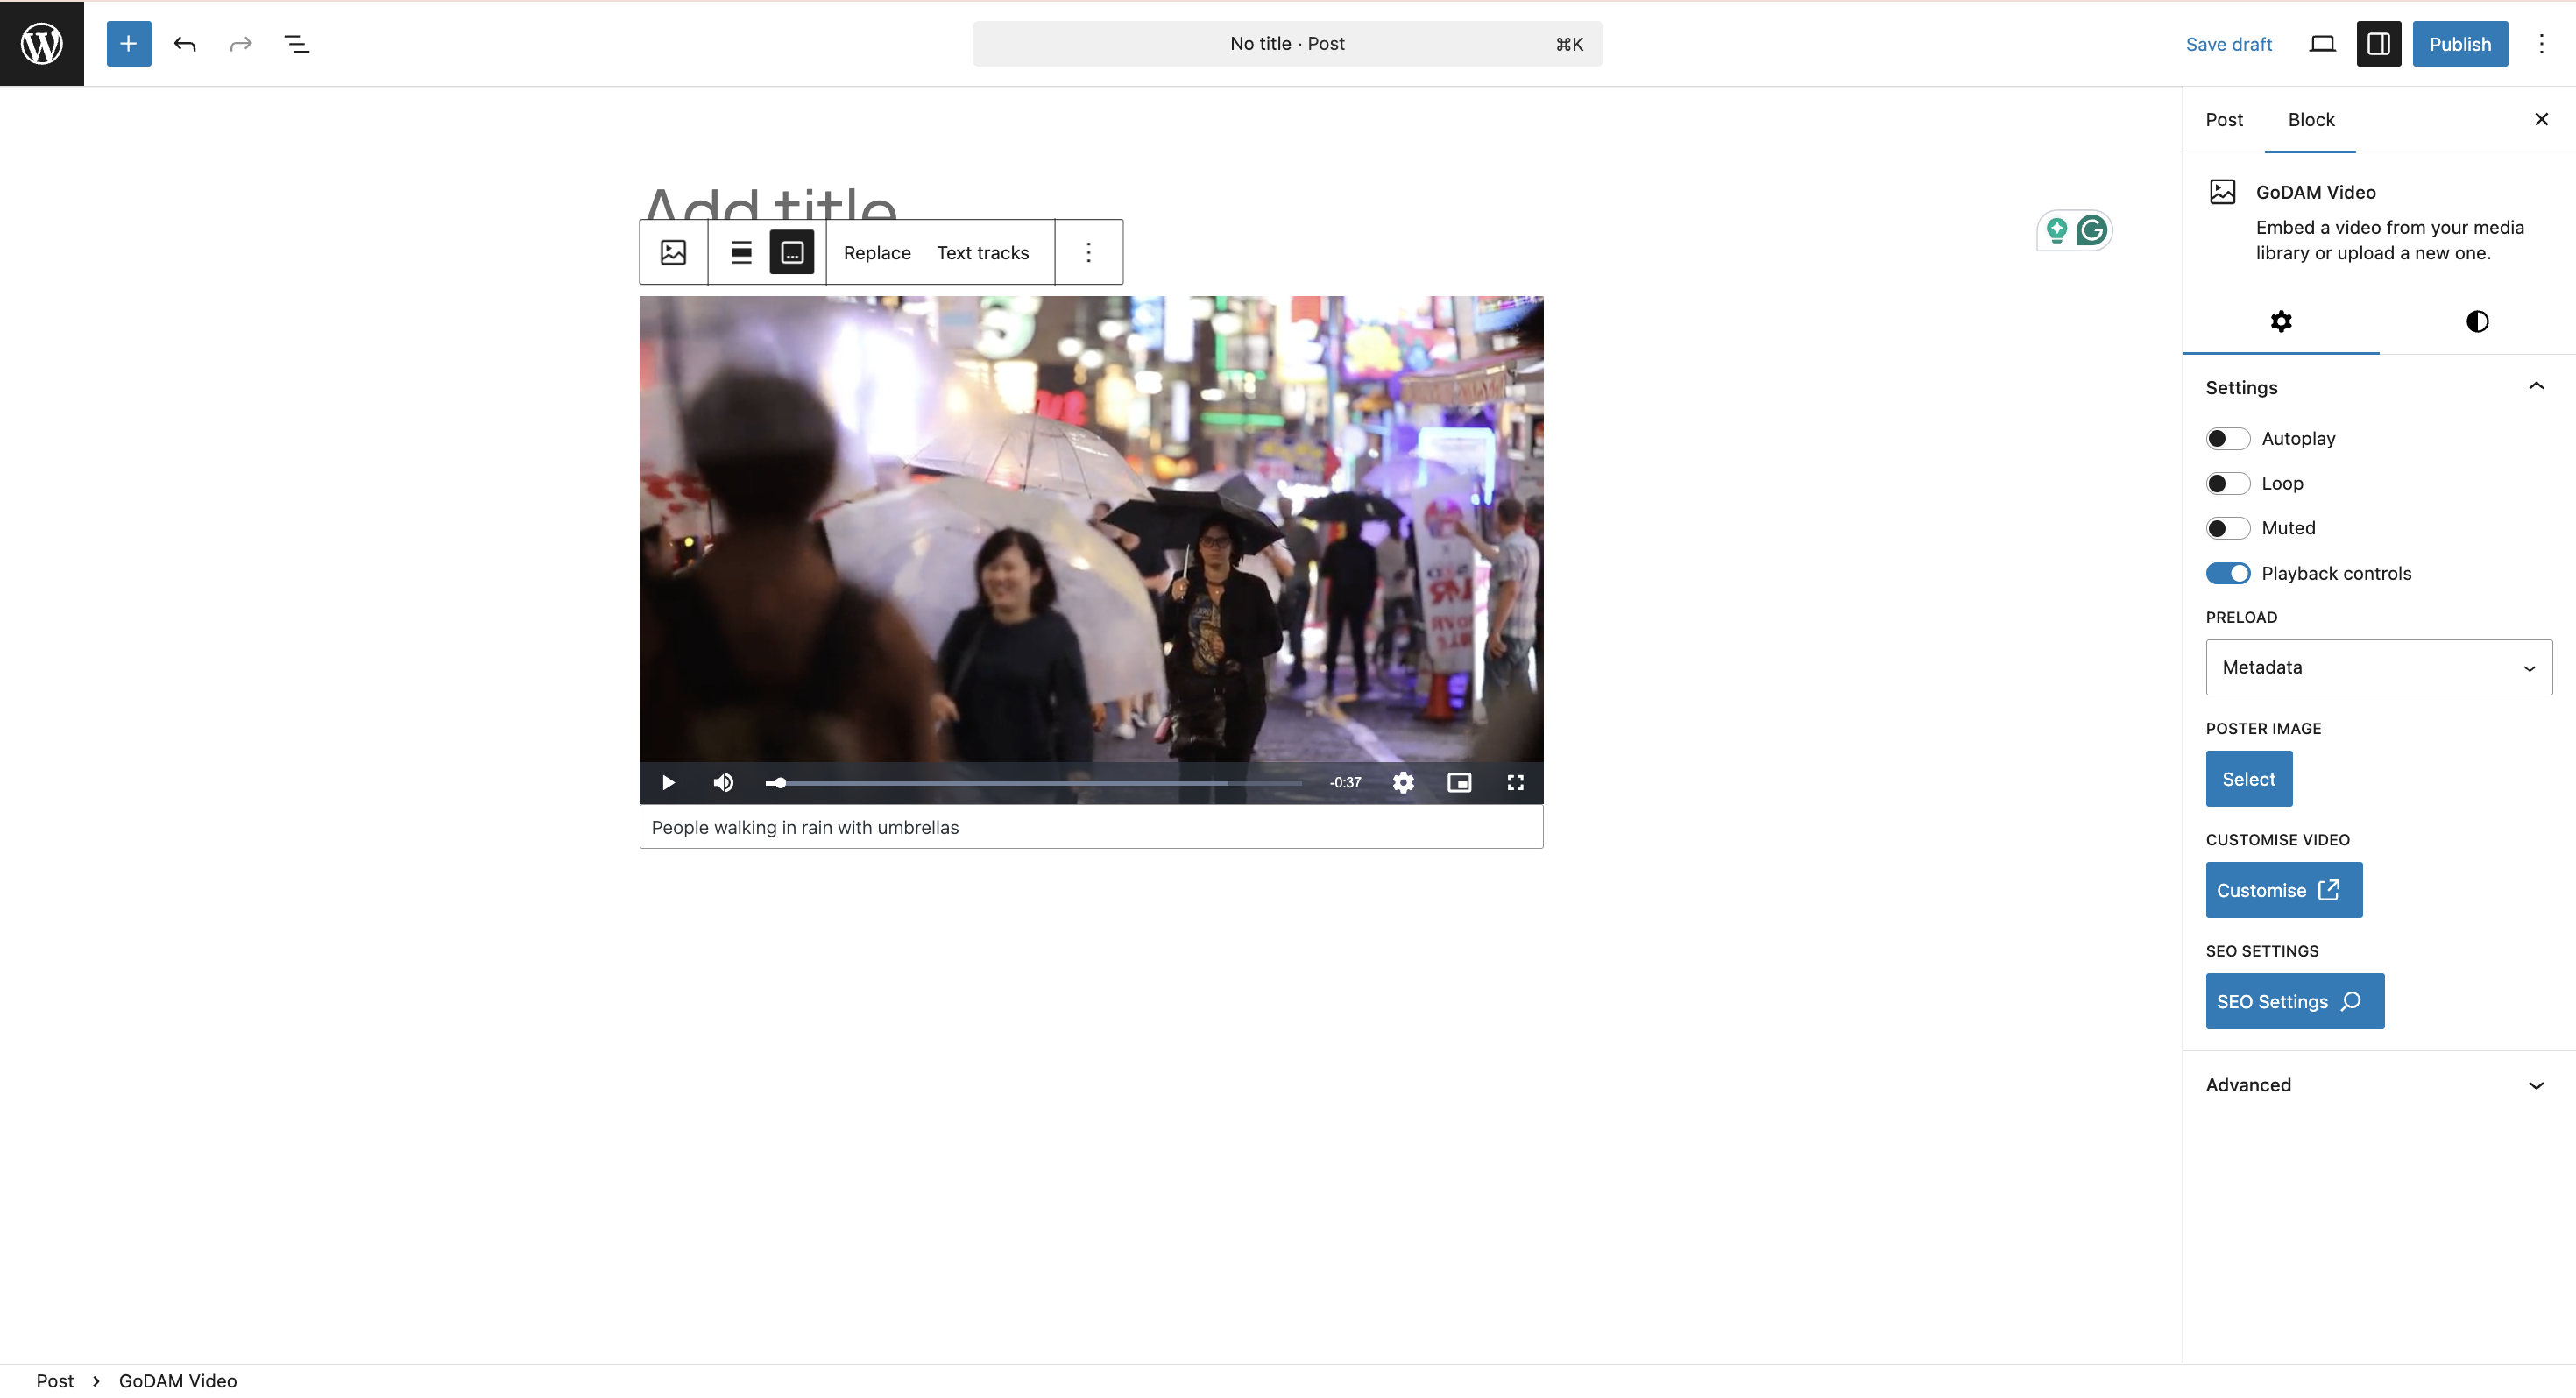 No title · Post
⌘K
Save draft
Publish
Post
Block
GoDAM Video
Embed a video from your media
library or upload a new one.
Add title
Replace
Text tracks
Settings
Autoplay
Loop
Muted
Playback controls
PRELOAD
Metadata
POSTER IMAGE
Select
-0:37
People walking in rain with umbrellas
CUSTOMISE VIDEO
Customise
SEO SETTINGS
SEO Settings
Advanced
Post
GoDAM Video